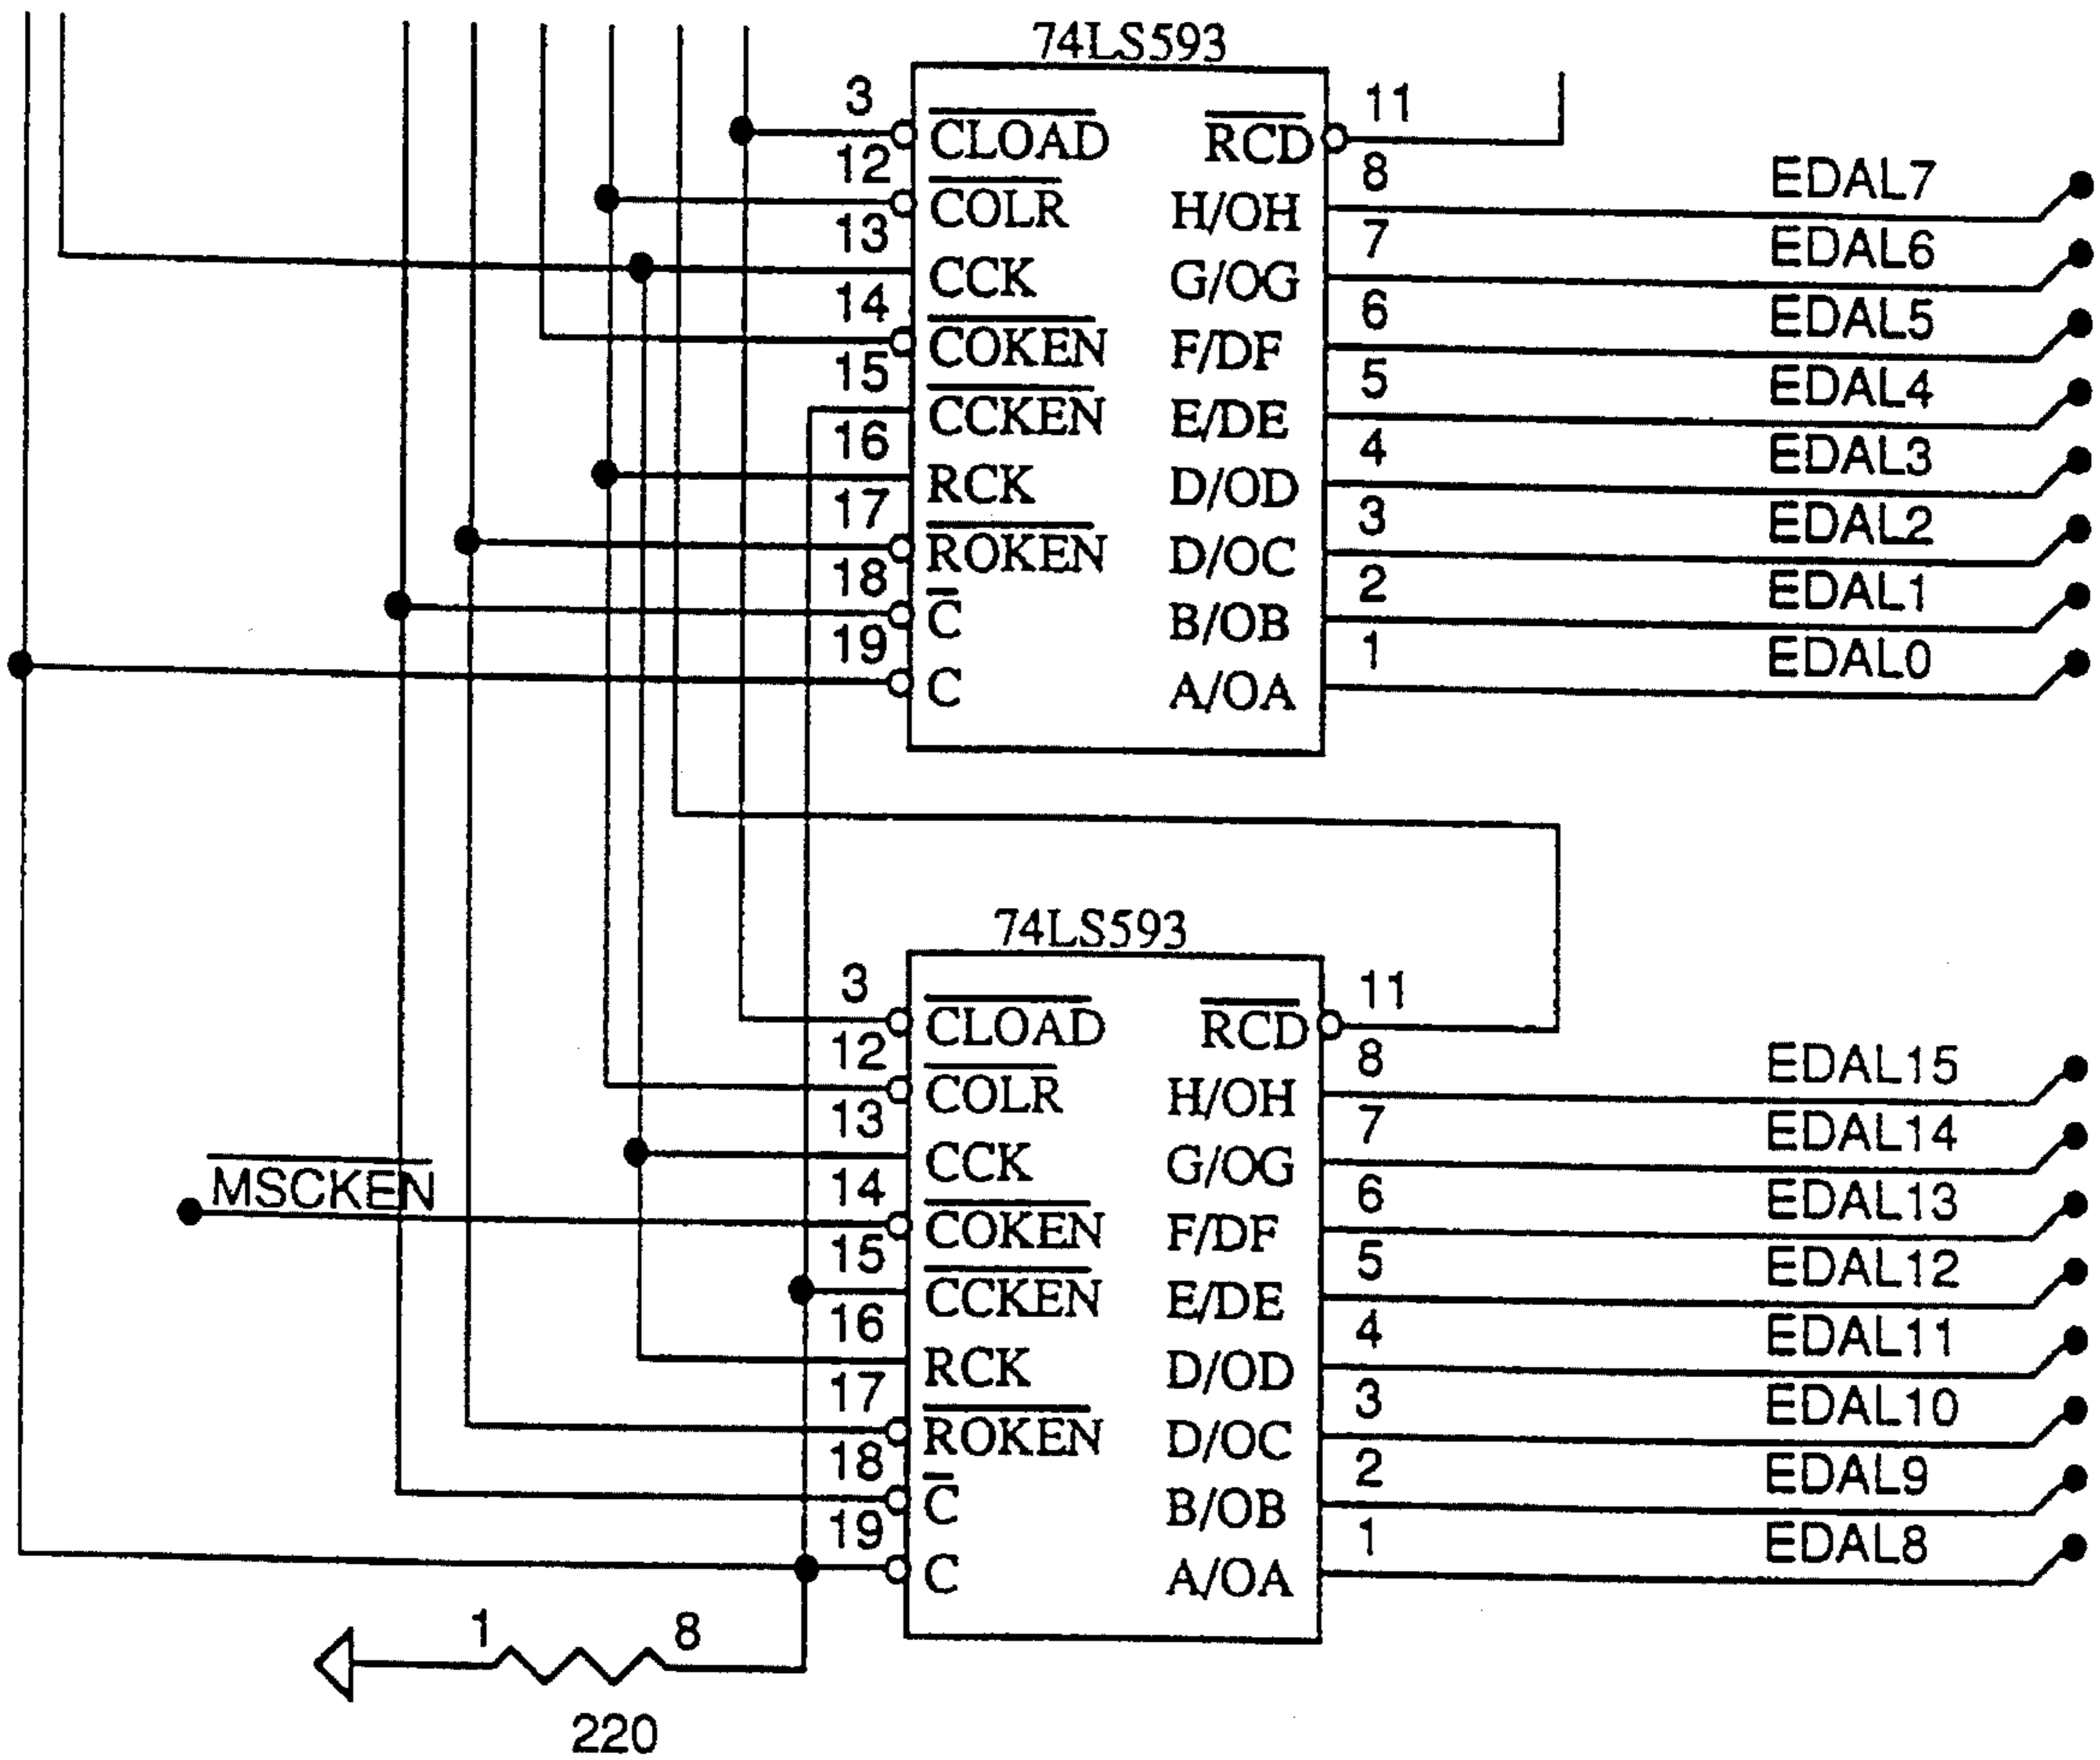 74LS593
3 CLOAD RCD 11
12 COLR H/OH 8 EDAL7
13 CCK G/OG 7 EDAL6
14 COKEN F/DF 6 EDAL5
15 CCKEN E/DE 5 EDAL4
16 RCK D/OD 4 EDAL3
17 ROKEN D/OC 3 EDAL2
18 C B/OB 2 EDAL1
19 C A/OA 1 EDAL0
74LS593
3 CLOAD RCD 11
12 COLR H/OH 8 EDAL15
13 CCK G/OG 7 EDAL14
MSCKEN 14 COKEN F/DF 6 EDAL13
15 CCKEN E/DE 5 EDAL12
16 RCK D/OD 4 EDAL11
17 ROKEN D/OC 3 EDAL10
18 C B/OB 2 EDAL9
19 C A/OA 1 EDAL8
1 8
220